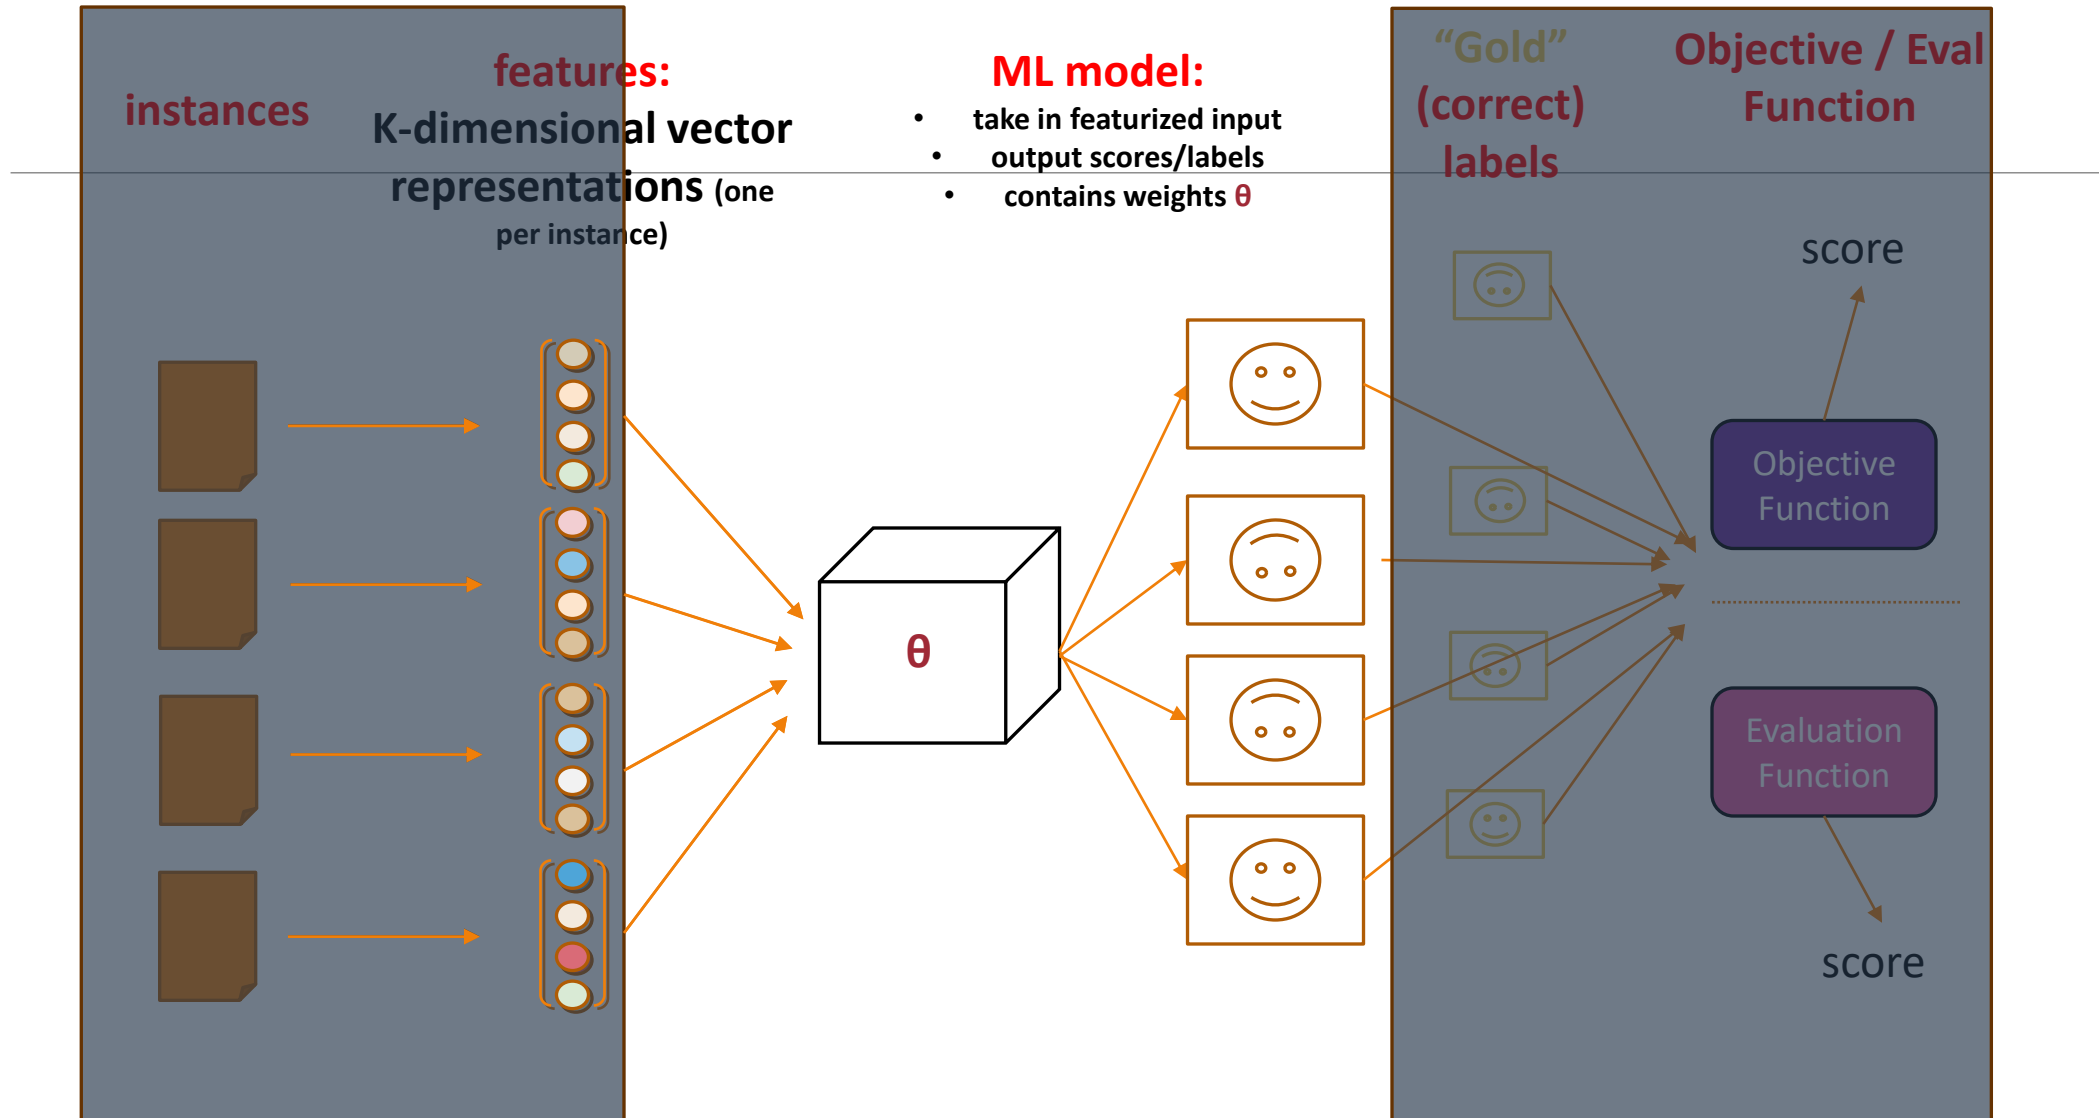 instances
features:
K-dimensional vector
representations (one
per instance)
ML model:
• take in featurized input
• output scores/labels
• contains weights θ
“Gold”
(correct)
labels
Objective / Eval
Function
score
Objective
Function
θ
Evaluation
Function
score